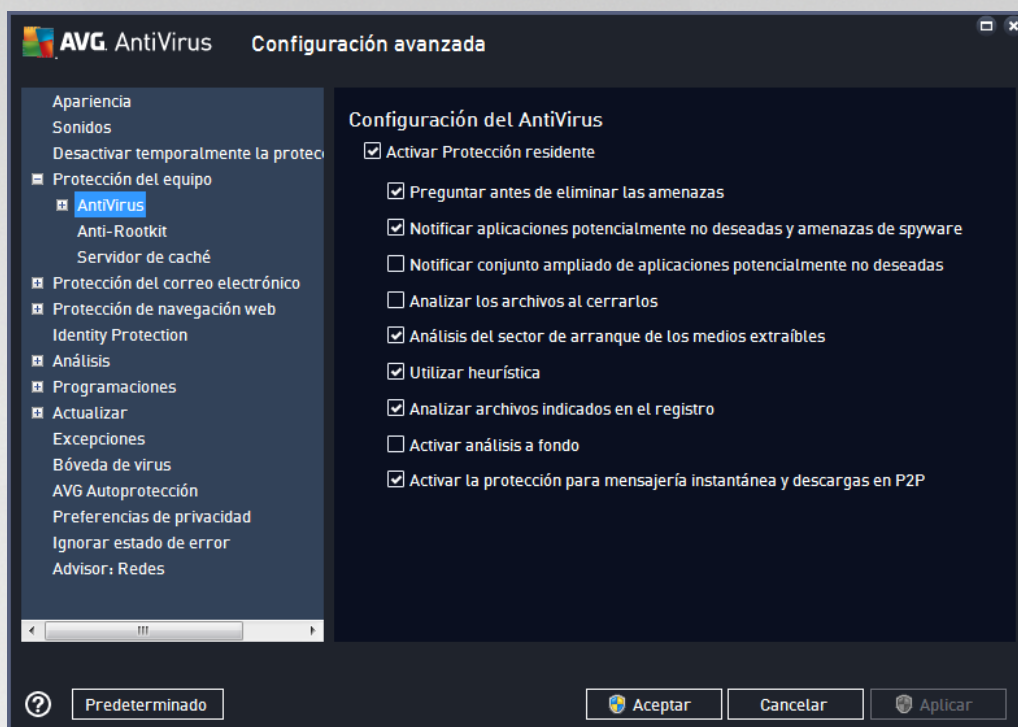 AVG AntiVirus Configuración avanzada
Apariencia
Sonidos
Desactivar temporalmente la protec
Protección del equipo
AntiVirus
Anti-Rootkit
Servidor de caché
Protección del correo electrónico
Protección de navegación web
Identity Protection
Análisis
Programaciones
Actualizar
Excepciones
Bóveda de virus
AVG Autoprotección
Preferencias de privacidad
Ignorar estado de error
Advisor: Redes
Configuración del AntiVirus
Activar Protección residente
Preguntar antes de eliminar las amenazas
Notificar aplicaciones potencialmente no deseadas y amenazas de spyware
Notificar conjunto ampliado de aplicaciones potencialmente no deseadas
Analizar los archivos al cerrarlos
Análisis del sector de arranque de los medios extraíbles
Utilizar heurística
Analizar archivos indicados en el registro
Activar análisis a fondo
Activar la protección para mensajería instantánea y descargas en P2P
? Predeterminado Aceptar Cancelar Aplicar